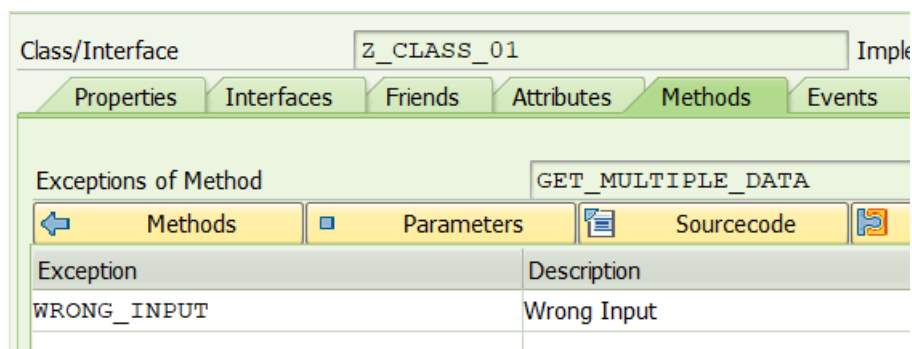 Class/Interface Z_CLASS_01 Imple
Properties Interfaces Friends Attributes Methods Events
Exceptions of Method GET_MULTIPLE_DATA
Methods Parameters Sourcecode
Exception Description
WRONG_INPUT Wrong Input